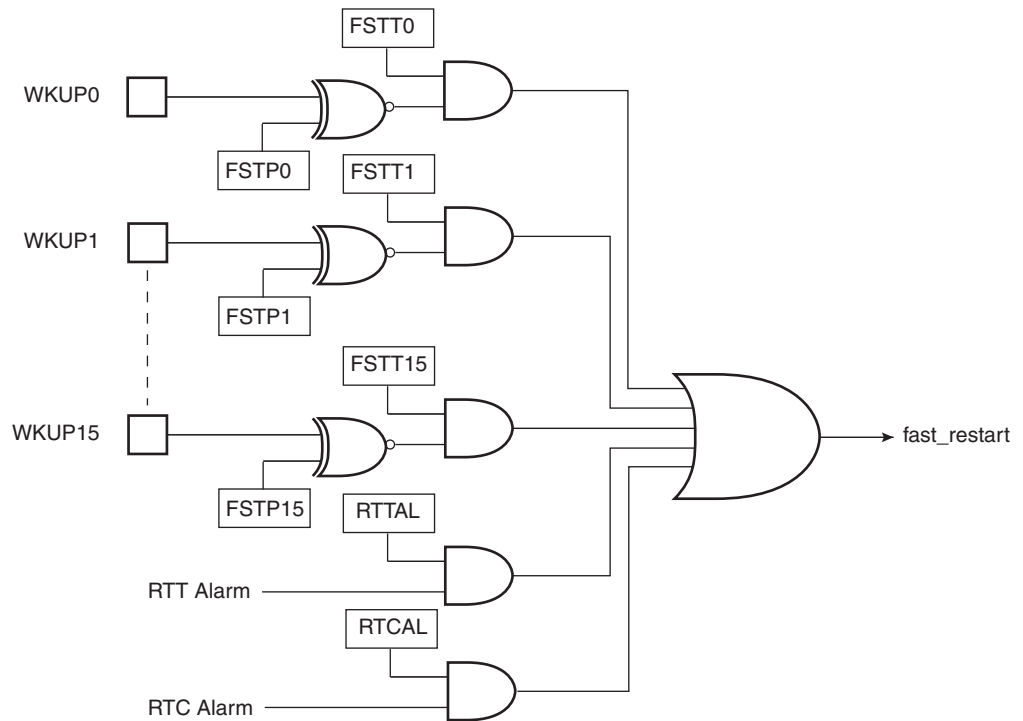 FSTT0
WKUP0
FSTP0
FSTT1
WKUP1
FSTP1
FSTT15
WKUP15
fast_restart
FSTP15
RTTAL
RTT Alarm
RTCAL
RTC Alarm